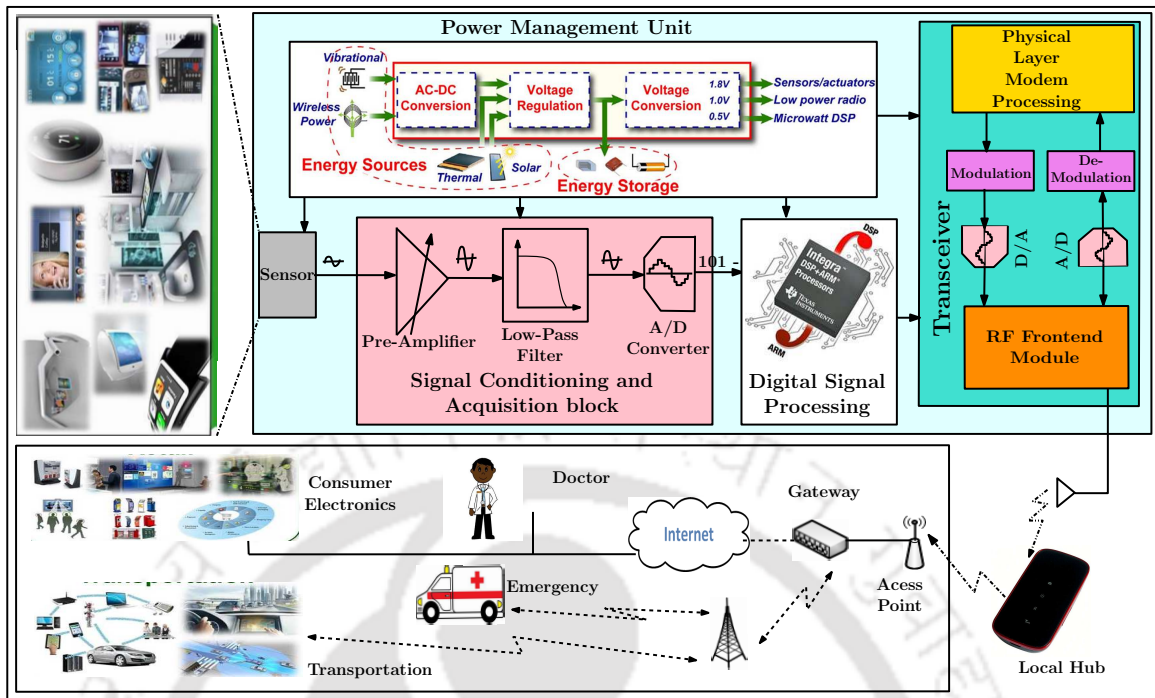 Power Management Unit
Vibrational
Wireless
Power
AC-DC
Conversion
Voltage
Regulation
Voltage
Conversion
1.8V
1.0V
0.5V
Sensors/actuators
Low power radio
Microwatt DSP
Energy Sources
Thermal
Solar
Energy Storage
Sensor
Pre-Amplifier
Low-Pass
Filter
A/D
Converter
Signal Conditioning and
Acquisition block
101 -
DSP
Integra™
DSP+ARM
Processors
TEXAS
INSTRUMENTS
ARM
Digital Signal
Processing
Transceiver
Physical
Layer
Modem
Processing
Modulation
De-
Modulation
D/A
A/D
RF Frontend
Module
Consumer
Electronics
Doctor
Internet
Gateway
Acess
Point
Emergency
Transportation
Local Hub